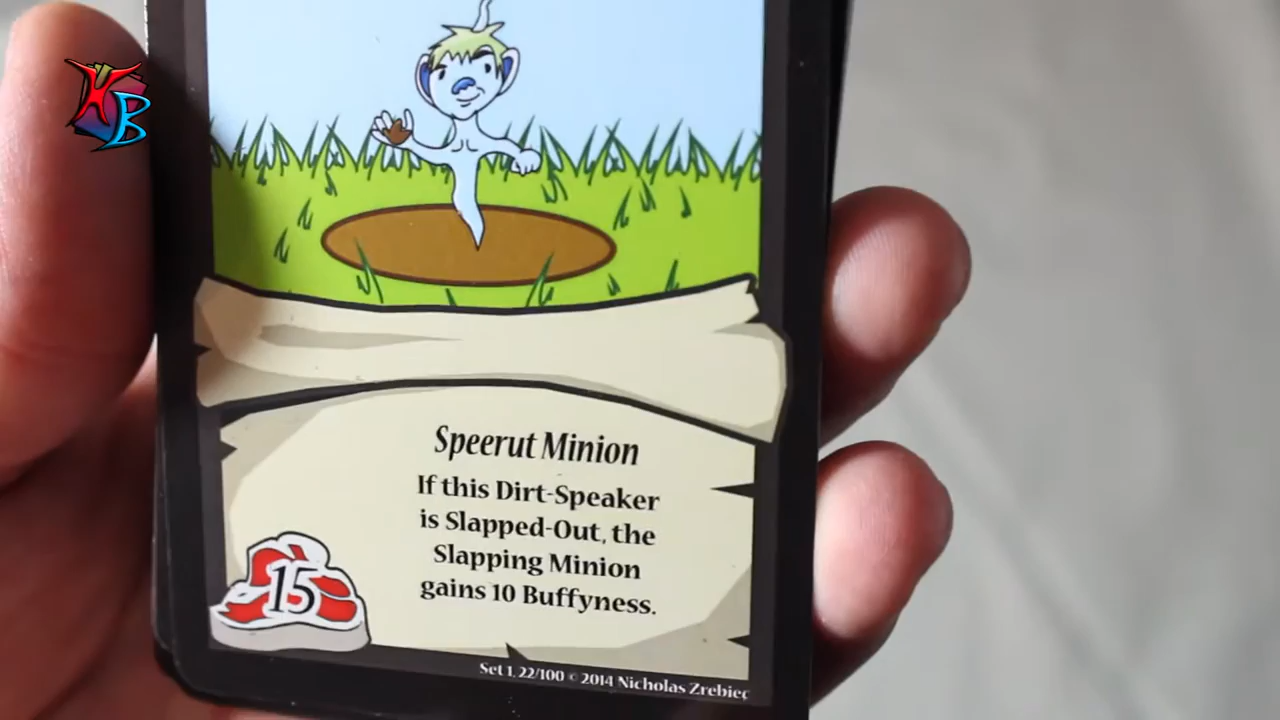 KB
Speerut Minion
If this Dirt-Speaker
is Slapped-Out, the
Slapping Minion
gains 10 Buffyness.
15
Set 1, 22/100 © 2014 Nicholas Zrebiec